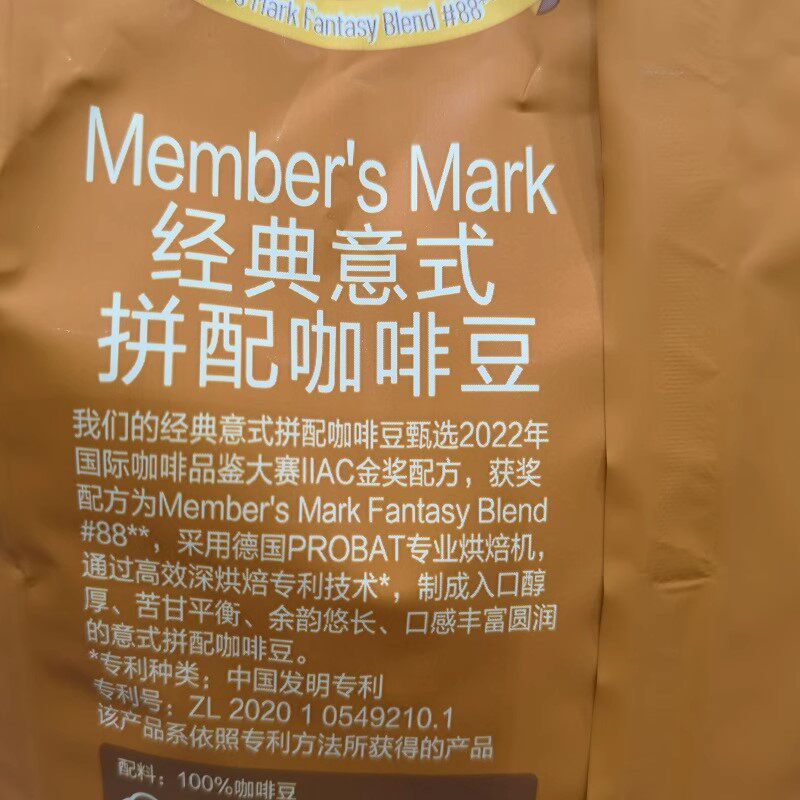 Mark Fantasy Blend #88**
Member's Mark
经典意式
拼配咖啡豆
我们的经典意式拼配咖啡豆甄选2022年
国际咖啡品鉴大赛IIAC金奖配方，获奖
配方为Member's Mark Fantasy Blend
#88**，采用德国PROBAT专业烘焙机，
通过高效深烘焙专利技术*，制成入口醇
厚、苦甘平衡、余韵悠长、口感丰富圆润
的意式拼配咖啡豆。
*专利种类：中国发明专利
专利号：ZL 2020 1 0549210.1
该产品系依照专利方法所获得的产品
配料：100%咖啡豆